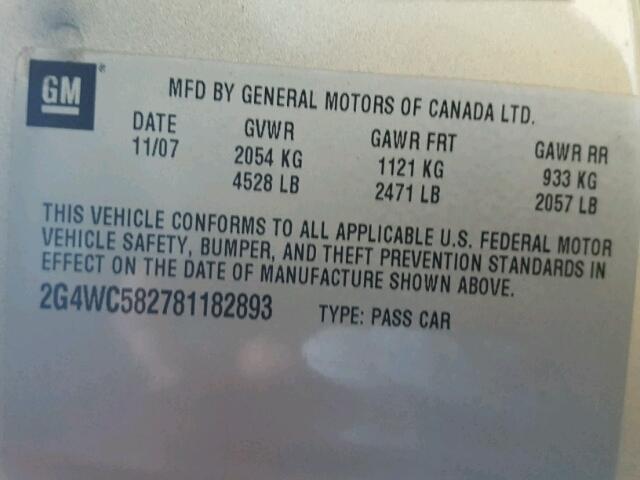 GM®
MFD BY GENERAL MOTORS OF CANADA LTD.
DATE GVWR GAWR FRT GAWR RR
11/07 2054 KG 1121 KG 933 KG
4528 LB 2471 LB 2057 LB
THIS VEHICLE CONFORMS TO ALL APPLICABLE U.S. FEDERAL MOTOR
VEHICLE SAFETY, BUMPER, AND THEFT PREVENTION STANDARDS IN
EFFECT ON THE DATE OF MANUFACTURE SHOWN ABOVE.
2G4WC582781182893 TYPE: PASS CAR